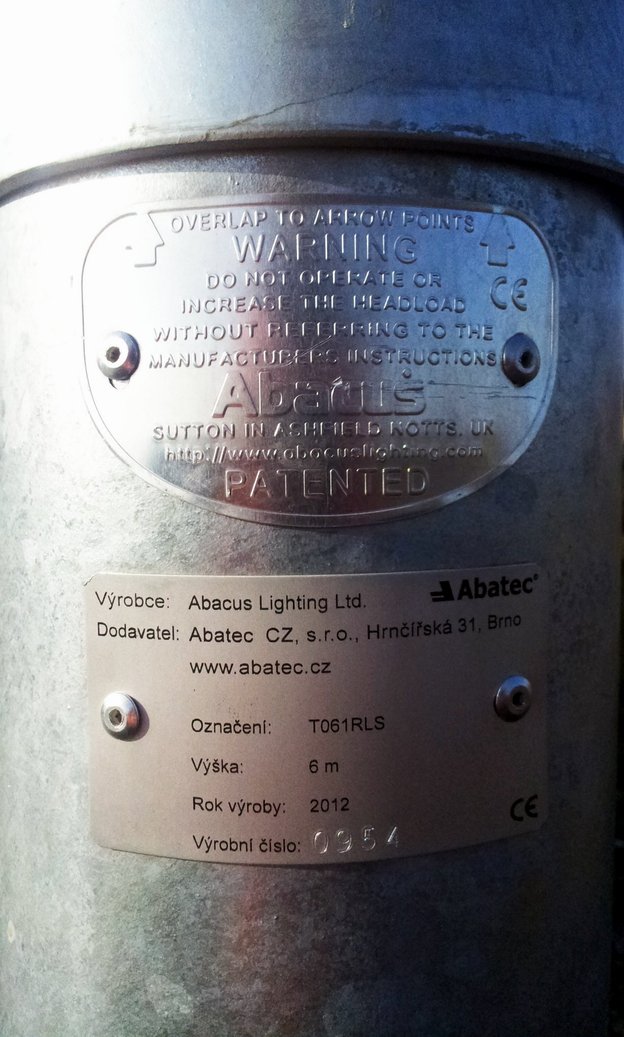 OVERLAP TO ARROW POINTS
WARNING
DO NOT OPERATE OR
INCREASE THE HEADLOAD
WITHOUT REFERRING TO THE
MANUFACTURERS INSTRUCTIONS
CE
Abacus
SUTTON IN ASHFIELD NOTTS. UK
http://www.abacuslighting.com
PATENTED
Abatec
Výrobce: Abacus Lighting Ltd.
Dodavatel: Abatec CZ, s.r.o., Hrnčířská 31, Brno
www.abatec.cz
Označení: T061RLS
Výška: 6 m
Rok výroby: 2012
Výrobní číslo: 0954
CE